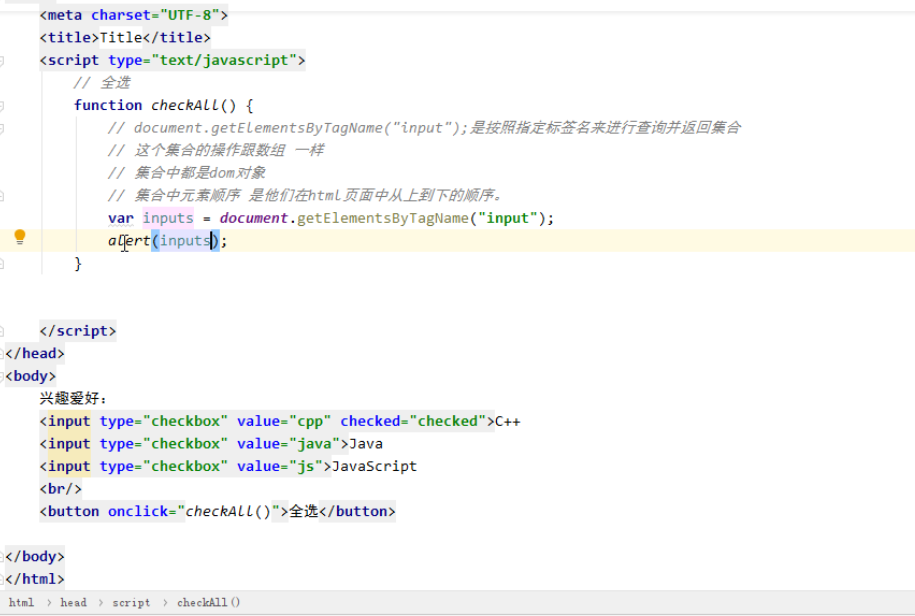 <meta charset="UTF-8">
<title>Title</title>
<script type="text/javascript">
// 全选
function checkAll() {
// document.getElementsByTagName("input");是按照指定标签名来进行查询并返回集合
// 这个集合的操作跟数组 一样
// 集合中都是dom对象
// 集合中元素顺序 是他们在html页面中从上到下的顺序。
var inputs = document.getElementsByTagName("input");
alert(inputs);
}
</script>
</head>
<body>
兴趣爱好:
<input type="checkbox" value="cpp" checked="checked">C++
<input type="checkbox" value="java">Java
<input type="checkbox" value="js">JavaScript
<br/>
<button onclick="checkAll()">全选</button>
</body>
</html>
html > head > script > checkAll()